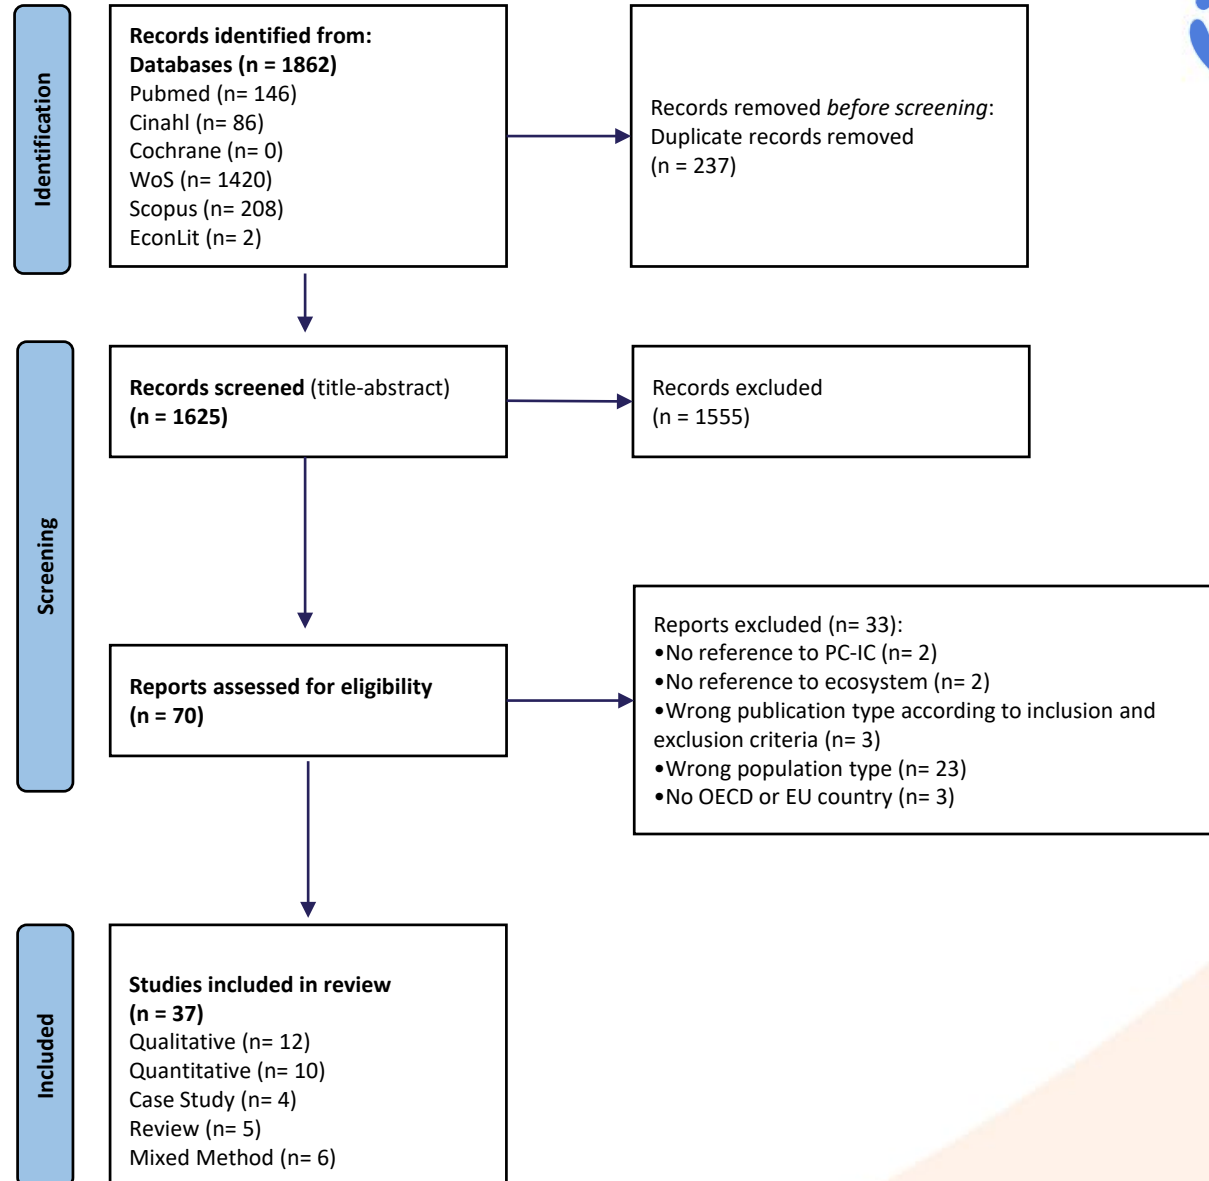 Identification
Records identified from:
Databases (n = 1862)
Pubmed (n= 146)
Cinahl (n= 86)
Cochrane (n= 0)
WoS (n= 1420)
Scopus (n= 208)
EconLit (n= 2)
Records removed before screening:
Duplicate records removed
(n = 237)
Screening
Records screened (title-abstract)
(n = 1625)
Records excluded
(n = 1555)
Reports assessed for eligibility
(n = 70)
Reports excluded (n= 33):
•No reference to PC-IC (n= 2)
•No reference to ecosystem (n= 2)
•Wrong publication type according to inclusion and
exclusion criteria (n= 3)
•Wrong population type (n= 23)
•No OECD or EU country (n= 3)
Included
Studies included in review
(n = 37)
Qualitative (n= 12)
Quantitative (n= 10)
Case Study (n= 4)
Review (n= 5)
Mixed Method (n= 6)